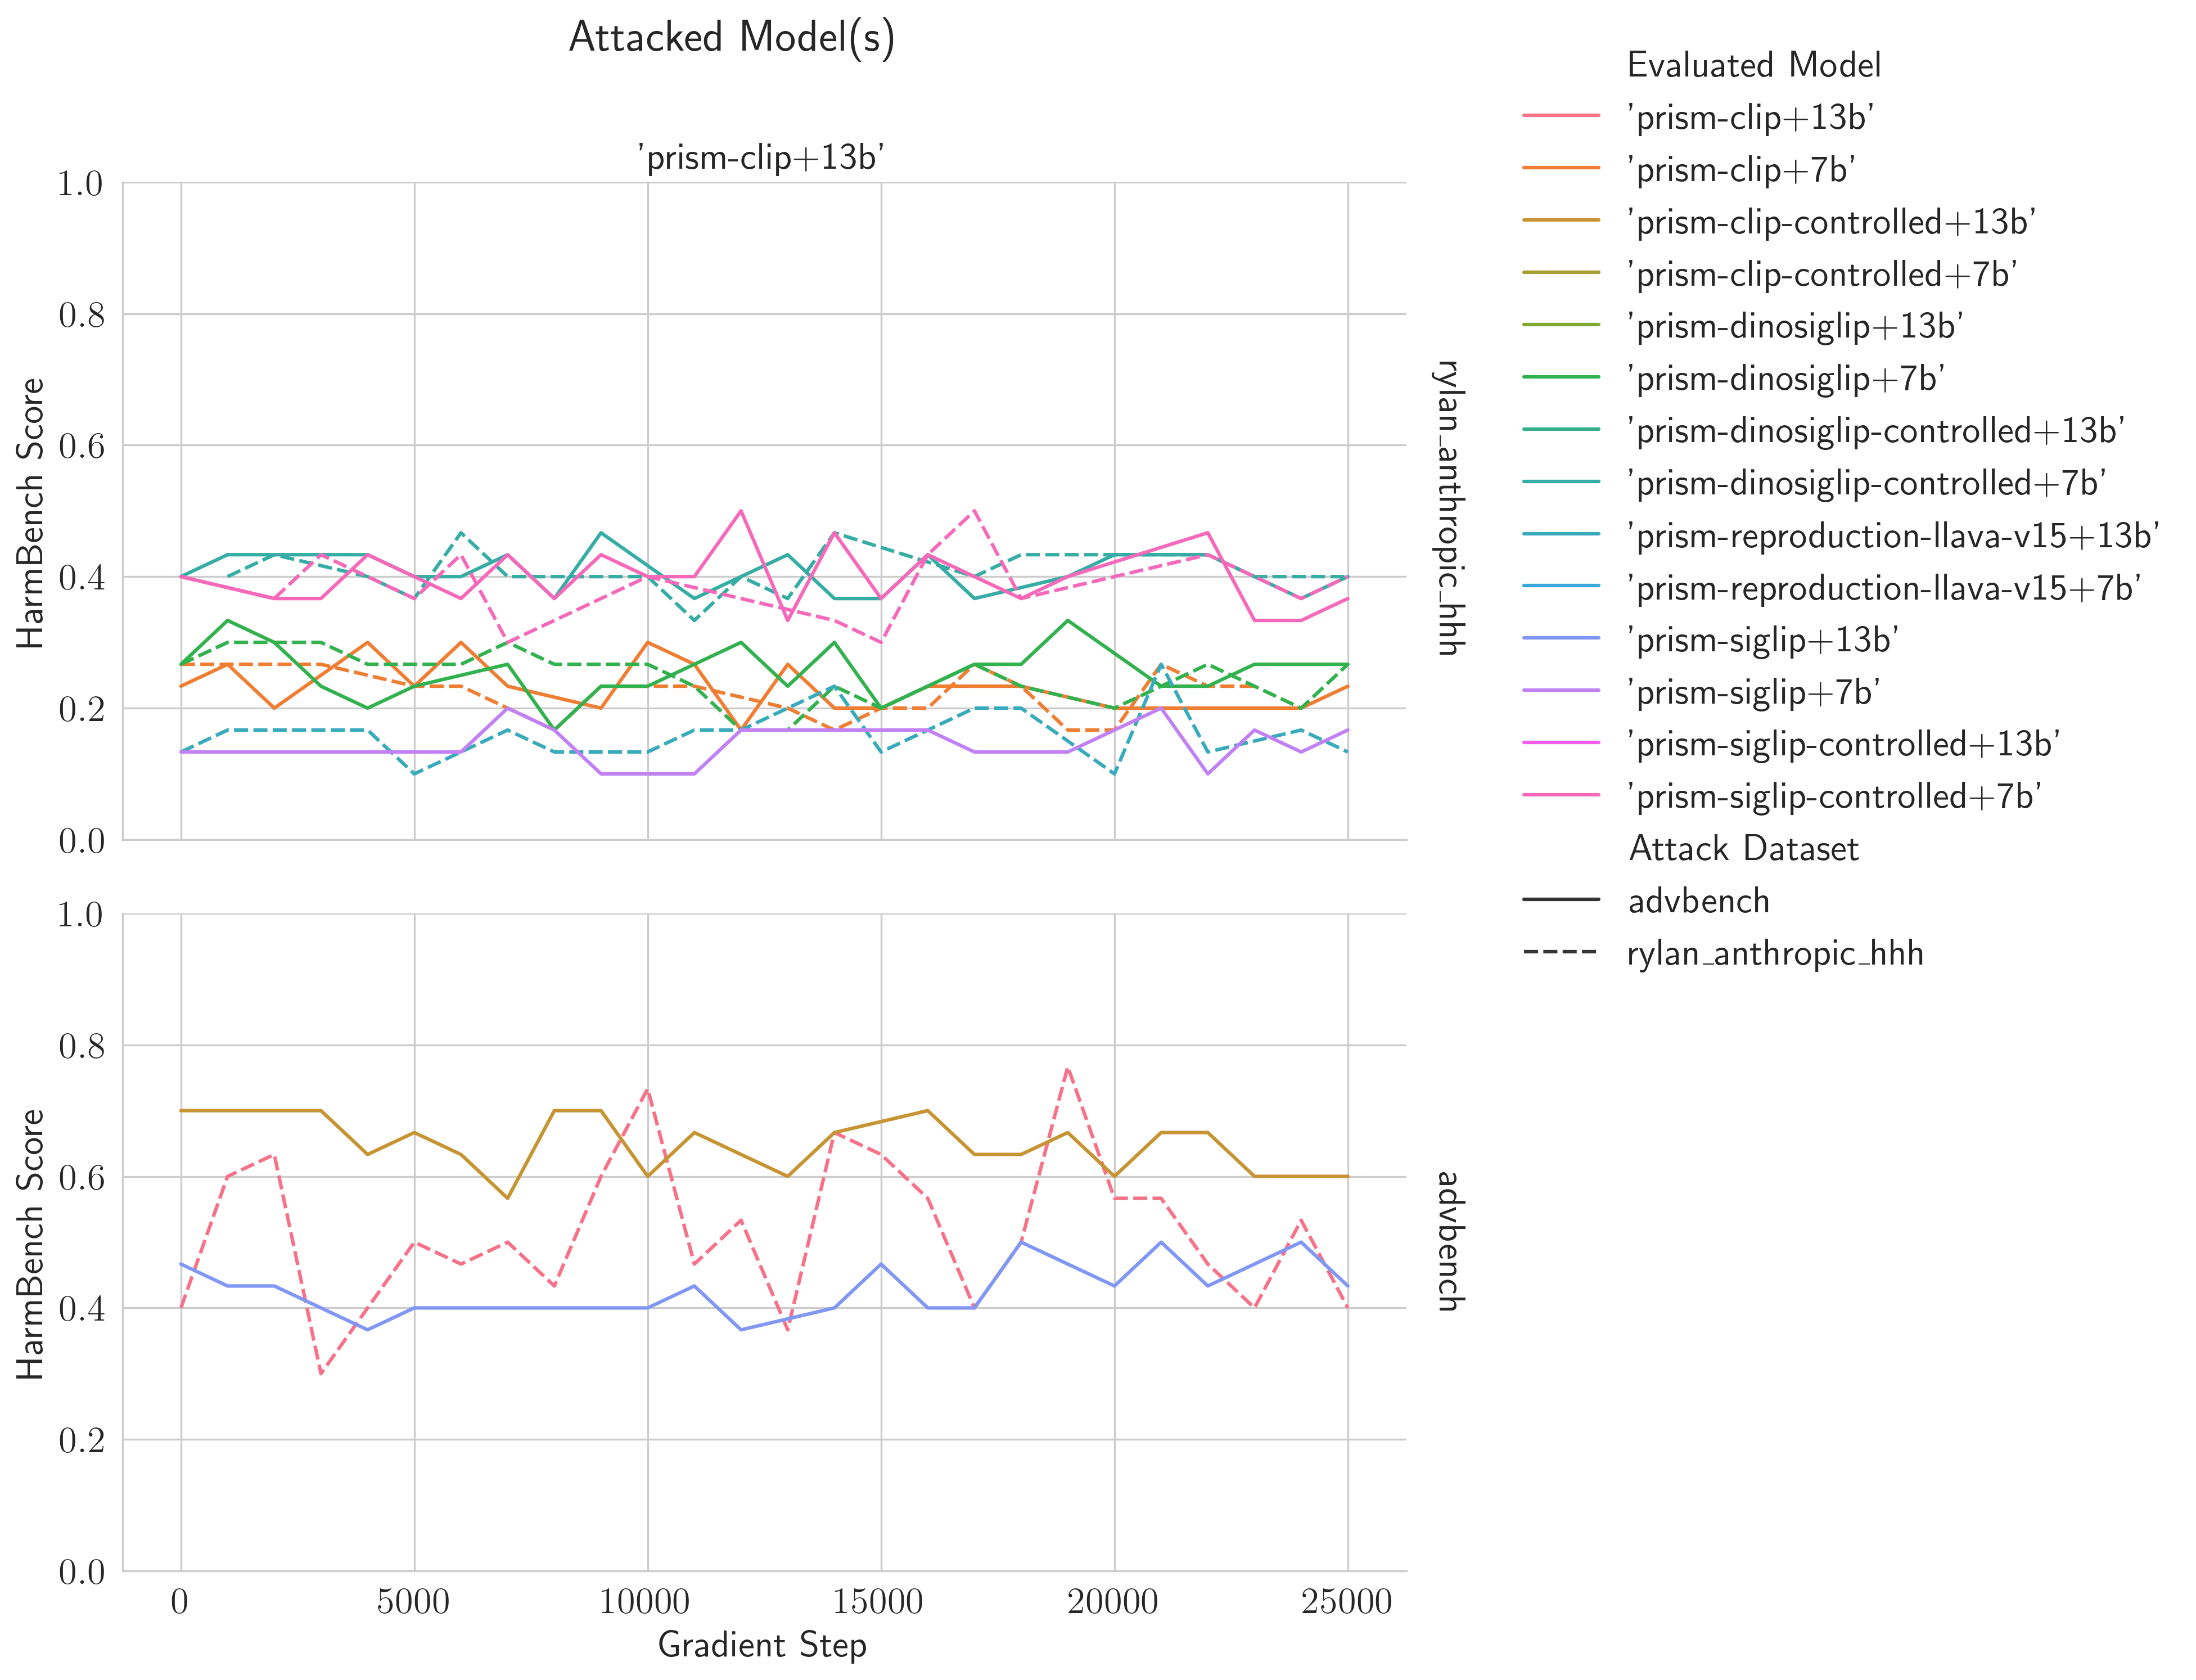 Attacked Model(s)
'prism-clip+13b'
1.0
0.8
0.6
0.4
0.2
0.0
HarmBench Score
rylan_anthropic_hhh
1.0
0.8
0.6
0.4
0.2
0.0
HarmBench Score
advbench
0
5000
10000
15000
20000
25000
Gradient Step
Evaluated Model
'prism-clip+13b'
'prism-clip+7b'
'prism-clip-controlled+13b'
'prism-clip-controlled+7b'
'prism-dinosiglip+13b'
'prism-dinosiglip+7b'
'prism-dinosiglip-controlled+13b'
'prism-dinosiglip-controlled+7b'
'prism-reproduction-llava-v15+13b'
'prism-reproduction-llava-v15+7b'
'prism-siglip+13b'
'prism-siglip+7b'
'prism-siglip-controlled+13b'
'prism-siglip-controlled+7b'
Attack Dataset
advbench
rylan_anthropic_hhh